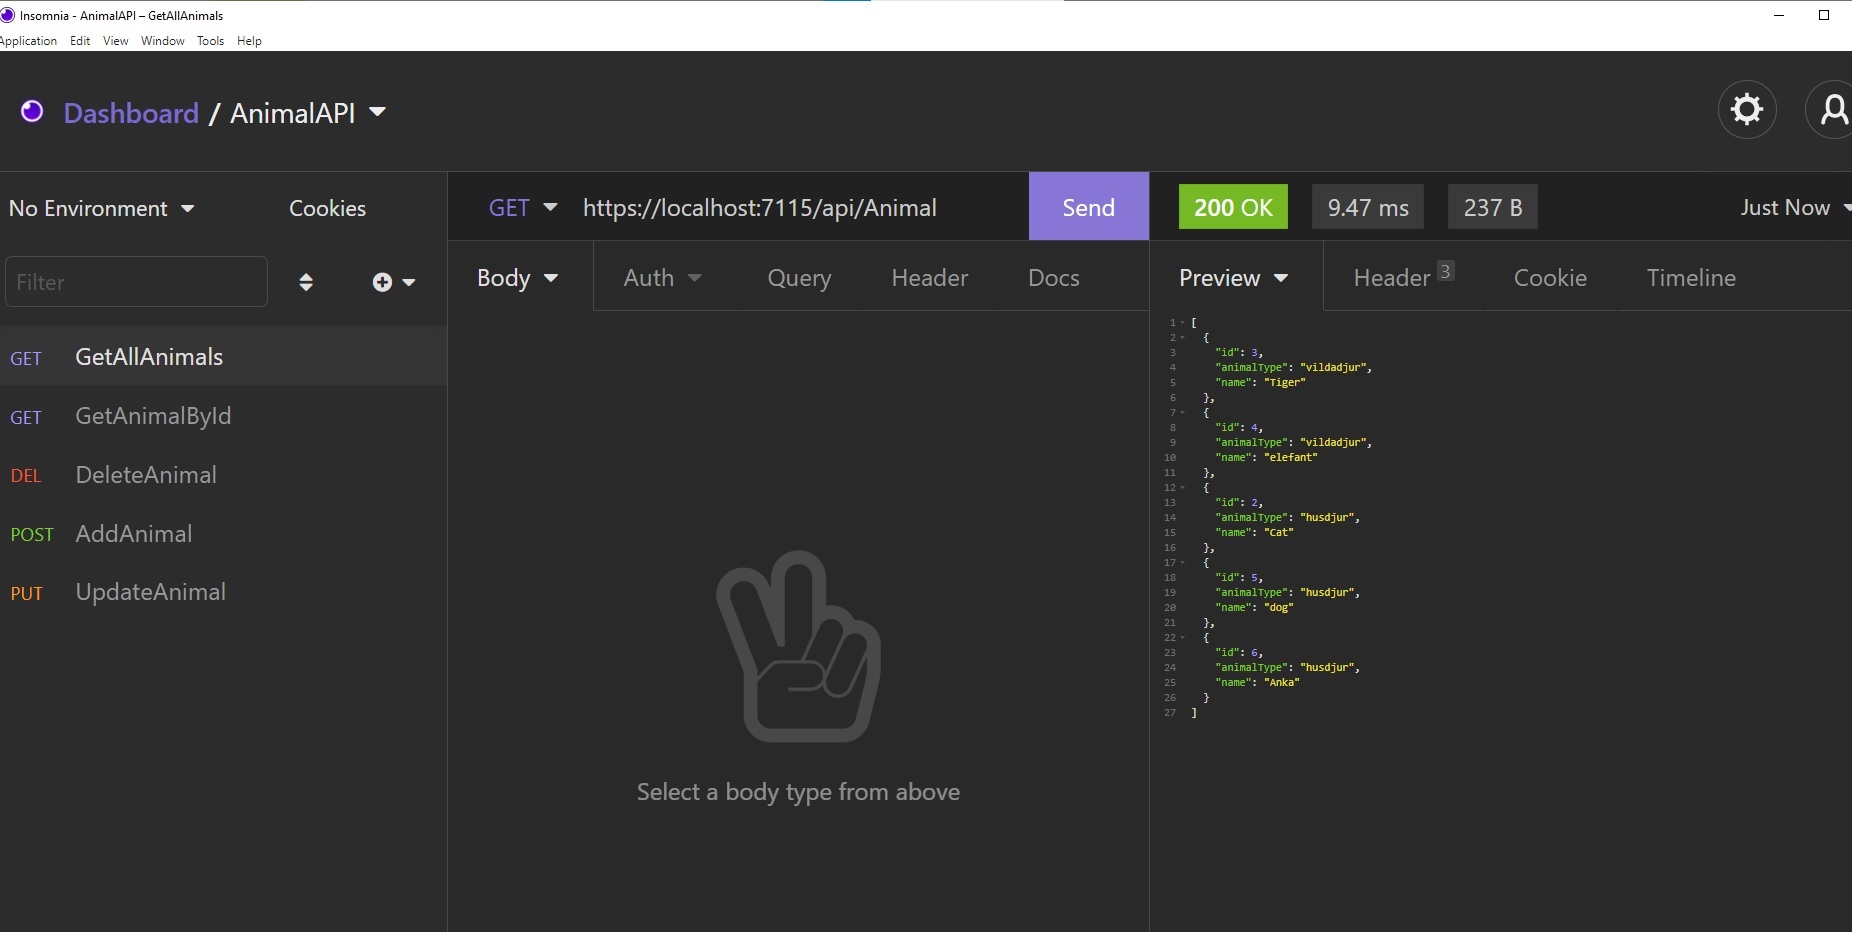 Insomnia - AnimalAPI – GetAllAnimals
Application Edit View Window Tools Help
Dashboard / AnimalAPI
No Environment Cookies
GET https://localhost:7115/api/Animal Send 200 OK 9.47 ms 237 B Just Now
Filter
Body Auth Query Header Docs
Preview Header 3 Cookie Timeline
GET GetAllAnimals
GET GetAnimalById
DEL DeleteAnimal
POST AddAnimal
PUT UpdateAnimal
Select a body type from above
1 [
2 {
3 "id": 3,
4 "animalType": "vildadjur",
5 "name": "Tiger"
6 },
7 {
8 "id": 4,
9 "animalType": "vildadjur",
10 "name": "elefant"
11 },
12 {
13 "id": 2,
14 "animalType": "husdjur",
15 "name": "Cat"
16 },
17 {
18 "id": 5,
19 "animalType": "husdjur",
20 "name": "dog"
21 },
22 {
23 "id": 6,
24 "animalType": "husdjur",
25 "name": "Anka"
26 }
27 ]